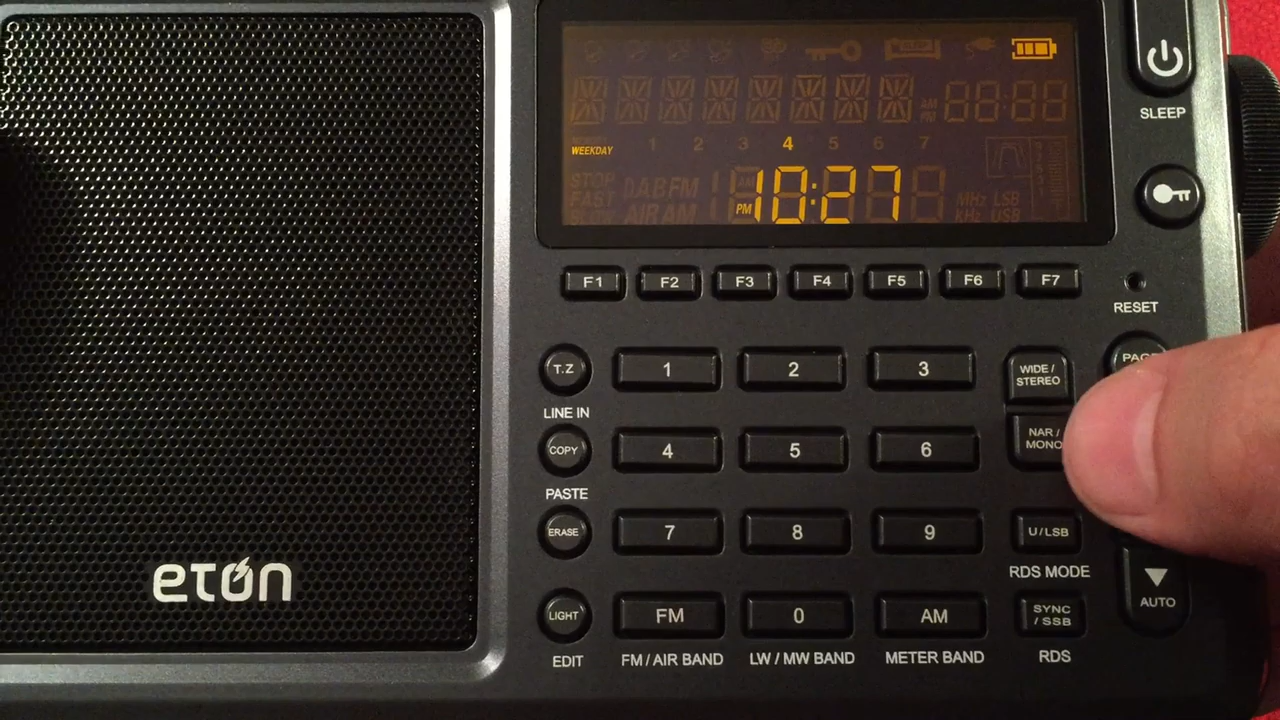 SLEEP
WEEKDAY 1 2 3 4 5 6 7
STOP
FAST
SLOW
DAB FM
AIR AM
AM
PM 10:27
MHz LSB
kHz USB
F1 F2 F3 F4 F5 F6 F7
RESET
T.Z 1 2 3 WIDE /
STEREO
PAGE
LINE IN
COPY 4 5 6 NAR /
MONO
PASTE
ERASE 7 8 9 U / LSB
RDS MODE
AUTO
LIGHT FM 0 AM SYNC
/ SSB
EDIT FM / AIR BAND LW / MW BAND METER BAND RDS
etón